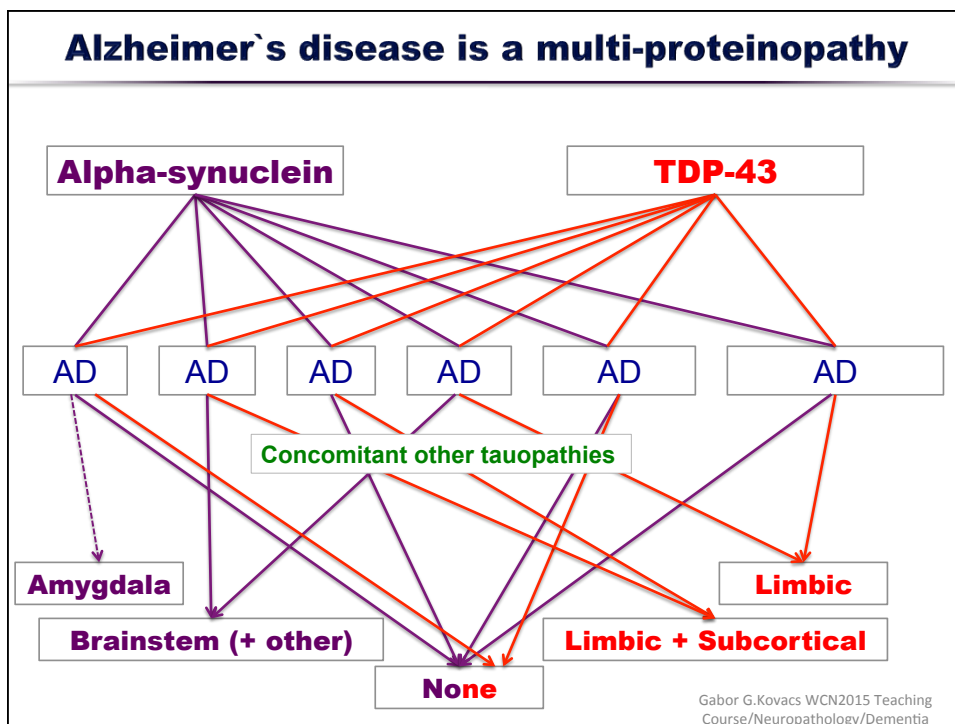 Alzheimer`s disease is a multi-proteinopathy
Alpha-synuclein
TDP-43
AD
AD
AD
AD
AD
AD
Concomitant other tauopathies
Amygdala
Limbic
Brainstem (+ other)
Limbic + Subcortical
None
Gabor G.Kovacs WCN2015 Teaching
Course/Neuropathology/Dementia